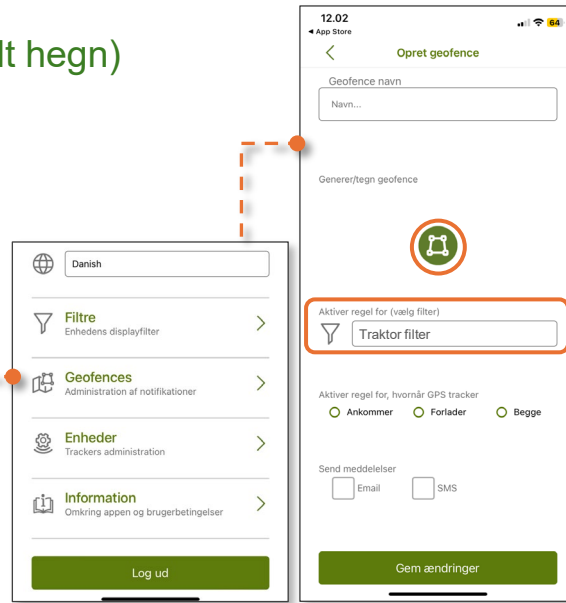 lt hegn)
Danish
Filtre
Enhedens displayfilter
Geofences
Administration af notifikationer
Enheder
Trackers administration
Information
Omkring appen og brugerbetingelser
Log ud
12.02
64
◄ App Store
Opret geofence
Geofence navn
Navn...
Generer/tegn geofence
Aktiver regel for (vælg filter)
Traktor filter
Aktiver regel for, hvornår GPS tracker
Ankommer Forlader Begge
Send meddelelser
Email SMS
Gem ændringer